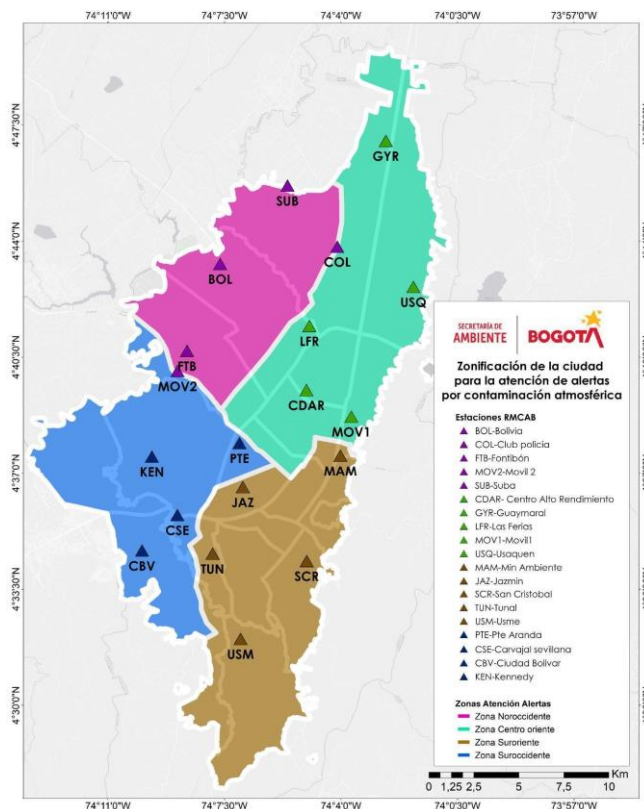 74°11'0"W 74°7'30"W 74°4'0"W 74°0'30"W 73°57'0"W
4°47'30"N
4°44'0"N
4°40'30"N
4°37'0"N
4°33'30"N
4°30'0"N
GYR
SUB
COL
BOL
USQ
LFR
FTB
MOV2
CDAR
MOV1
PTE
MAM
KEN
JAZ
CSE
TUN
CBV
SCR
USM
SECRETARÍA DE
AMBIENTE
BOGOTÁ
Zonificación de la ciudad
para la atención de alertas
por contaminación atmosférica
Estaciones RMCAB
BOL-Bolivia
COL-Club policia
FTB-Fontibón
MOV2-Movil 2
SUB-Suba
CDAR- Centro Alto Rendimiento
GYR-Guaymaral
LFR-Las Ferias
MOV1-Movil1
USQ-Usaquen
MAM-Min Ambiente
JAZ-Jazmin
SCR-San Cristobal
TUN-Tunal
USM-Usme
PTE-Pte Aranda
CSE-Carvajal sevillana
CBV-Ciudad Bolívar
KEN-Kennedy
Zonas Atención Alertas
Zona Noroccidente
Zona Centro oriente
Zona Suroriente
Zona Suroccidente
Km
0 1,25 2,5 5 7,5 10
74°11'0"W 74°7'30"W 74°4'0"W 74°0'30"W 73°57'0"W